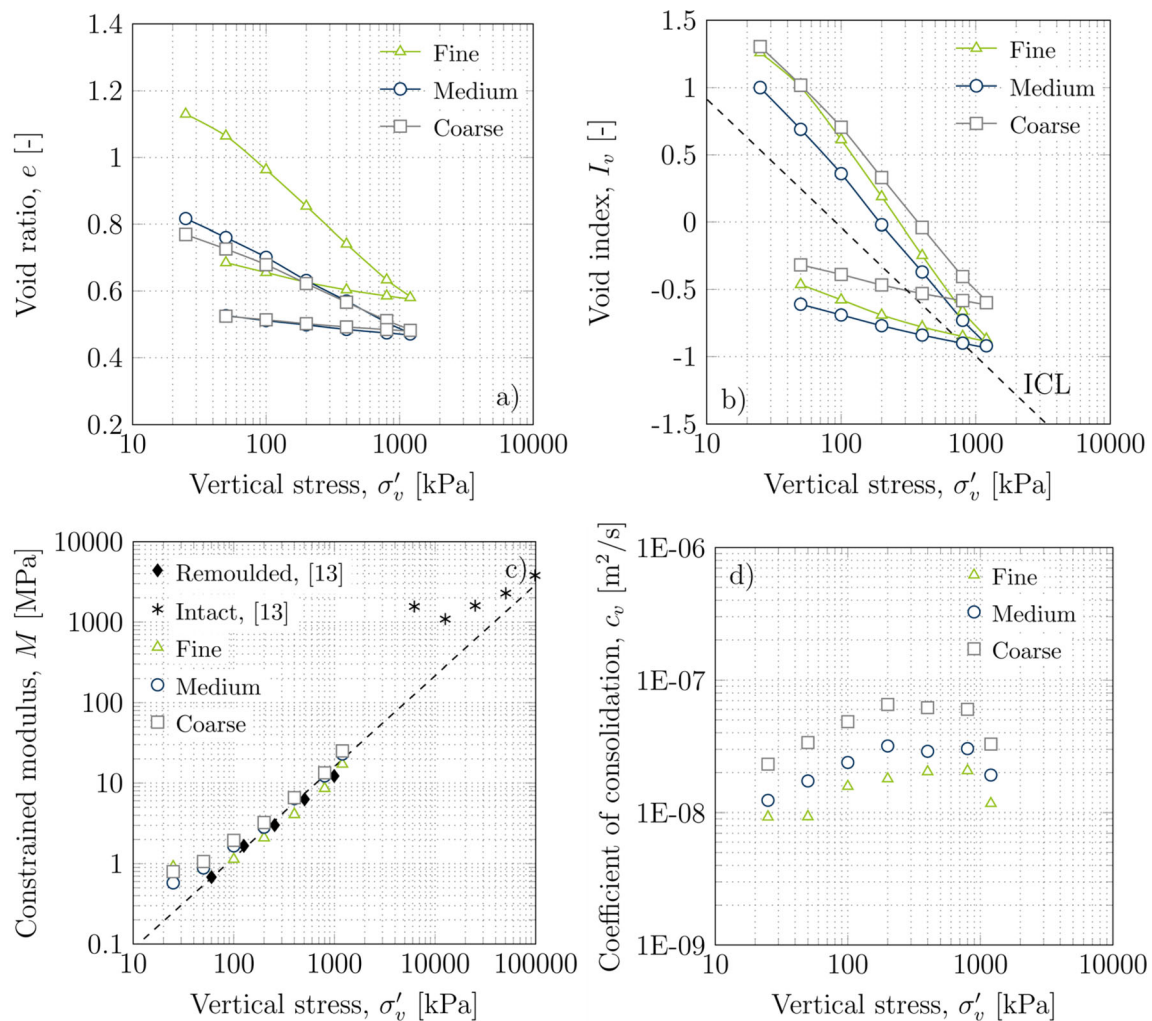 1.4
1.2
1
0.8
0.6
0.4
0.2
Void ratio, e [-]
Fine
Medium
Coarse
a)
10
100
1000
10000
Vertical stress, σ′v [kPa]
1.5
1
0.5
0
-0.5
-1
-1.5
Void index, Iv [-]
Fine
Medium
Coarse
ICL
b)
10
100
1000
10000
Vertical stress, σ′v [kPa]
10000
1000
100
10
1
0.1
Constrained modulus, M [MPa]
Remoulded, [13]
Intact, [13]
Fine
Medium
Coarse
c)
10
100
1000
10000
100000
Vertical stress, σ′v [kPa]
1E-06
1E-07
1E-08
1E-09
Coefficient of consolidation, cv [m²/s]
d)
Fine
Medium
Coarse
10
100
1000
10000
Vertical stress, σ′v [kPa]